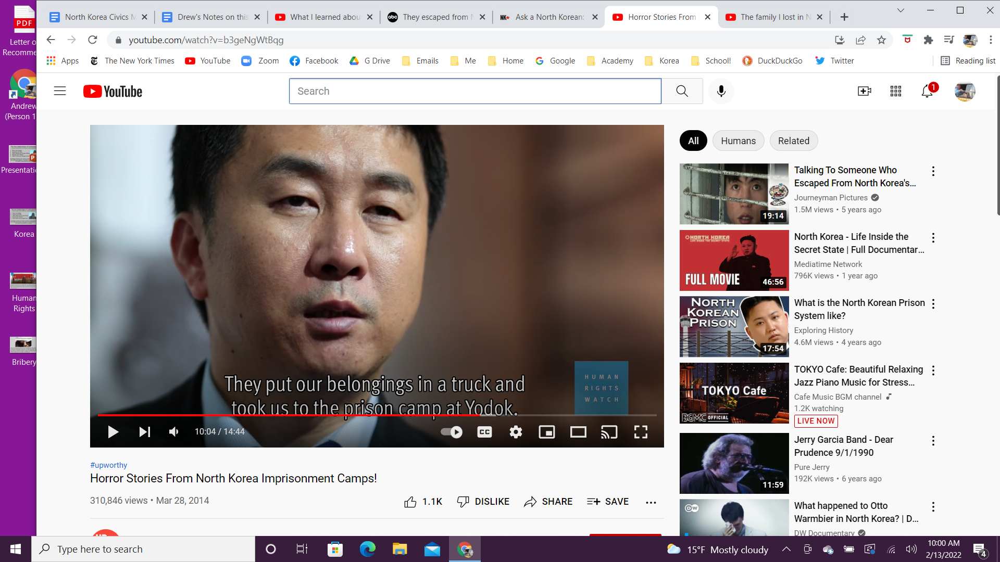 North Korea Civics M
Drew's Notes on this
What I learned abou
abc
They escaped from N
NK
Ask a North Korean:
Horror Stories From
The family I lost in N
youtube.com/watch?v=b3geNgWtBqg
Apps
The New York Times
YouTube
Zoom
Facebook
G Drive
Emails
Me
Home
Google
Academy
Korea
School!
DuckDuckGo
Twitter
Reading list
PDF
Letter o
Recomme
Andrew
(Person 1
Presentatio
Korea
Human
Rights
Bribery
YouTube
Search
1
They put our belongings in a truck and
took us to the prison camp at Yodok.
HUMAN
RIGHTS
WATCH
10:04 / 14:44
CC
#upworthy
Horror Stories From North Korea Imprisonment Camps!
310,846 views • Mar 28, 2014
1.1K
DISLIKE
SHARE
SAVE
All
Humans
Related
19:14
Talking To Someone Who
Escaped From North Korea's...
Journeyman Pictures
1.5M views • 5 years ago
NORTH KOREA
LIFE INSIDE THE SECRET STATE
FULL MOVIE
46:56
North Korea - Life Inside the
Secret State | Full Documentar...
Mediatime Network
796K views • 1 year ago
NORTH
KOREAN
PRISON
17:54
What is the North Korean Prison
System like?
Exploring History
4.6M views • 4 years ago
TOKYO Cafe
BGMC OFFICIAL
TOKYO Cafe: Beautiful Relaxing
Jazz Piano Music for Stress...
Cafe Music BGM channel
1.2K watching
LIVE NOW
11:59
Jerry Garcia Band - Dear
Prudence 9/1/1990
Pure Jerry
192K views • 6 years ago
DW
What happened to Otto
Warmbier in North Korea? | D...
DW Documentary
Type here to search
15°F Mostly cloudy
10:00 AM
2/13/2022
4